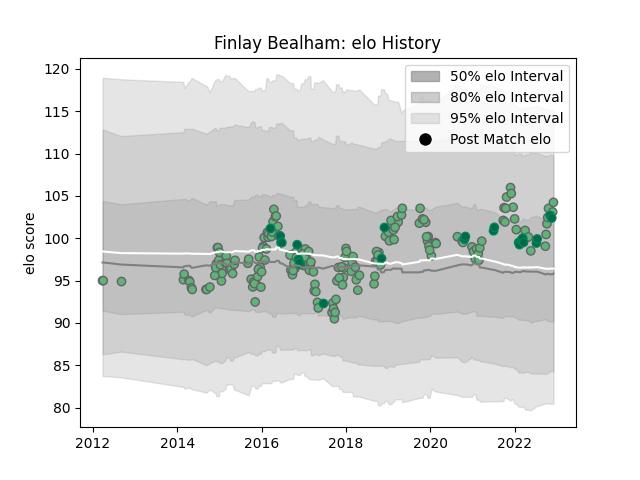 Finlay Bealham: elo History
120
115
110
105
100
95
90
85
80
elo score
50% elo Interval
80% elo Interval
95% elo Interval
Post Match elo
2012
2014
2016
2018
2020
2022